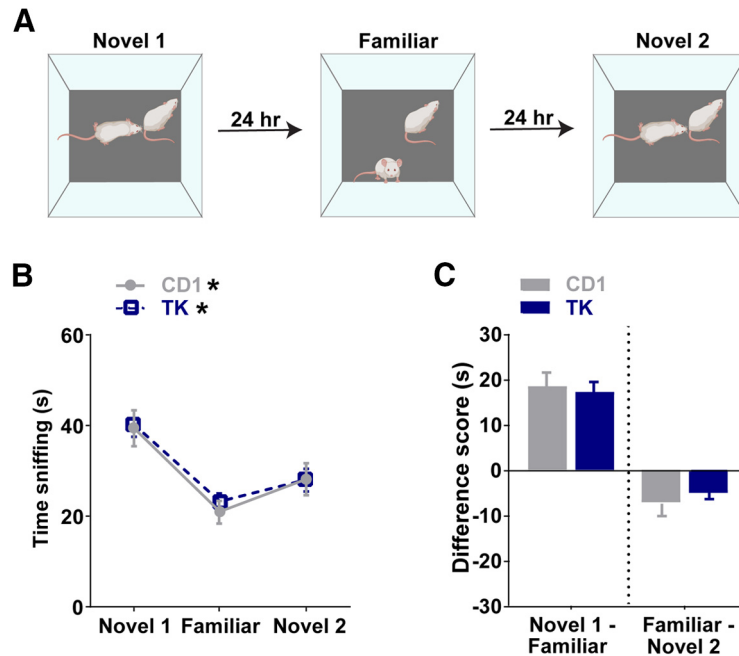 A
Novel 1
Familiar
Novel 2
24 hr
24 hr
B
CD1 *
TK *
Time sniffing (s)
60
40
20
0
Novel 1 Familiar Novel 2
C
CD1
TK
Difference score (s)
30
20
10
0
-10
-20
-30
Novel 1 -
Familiar
Familiar -
Novel 2